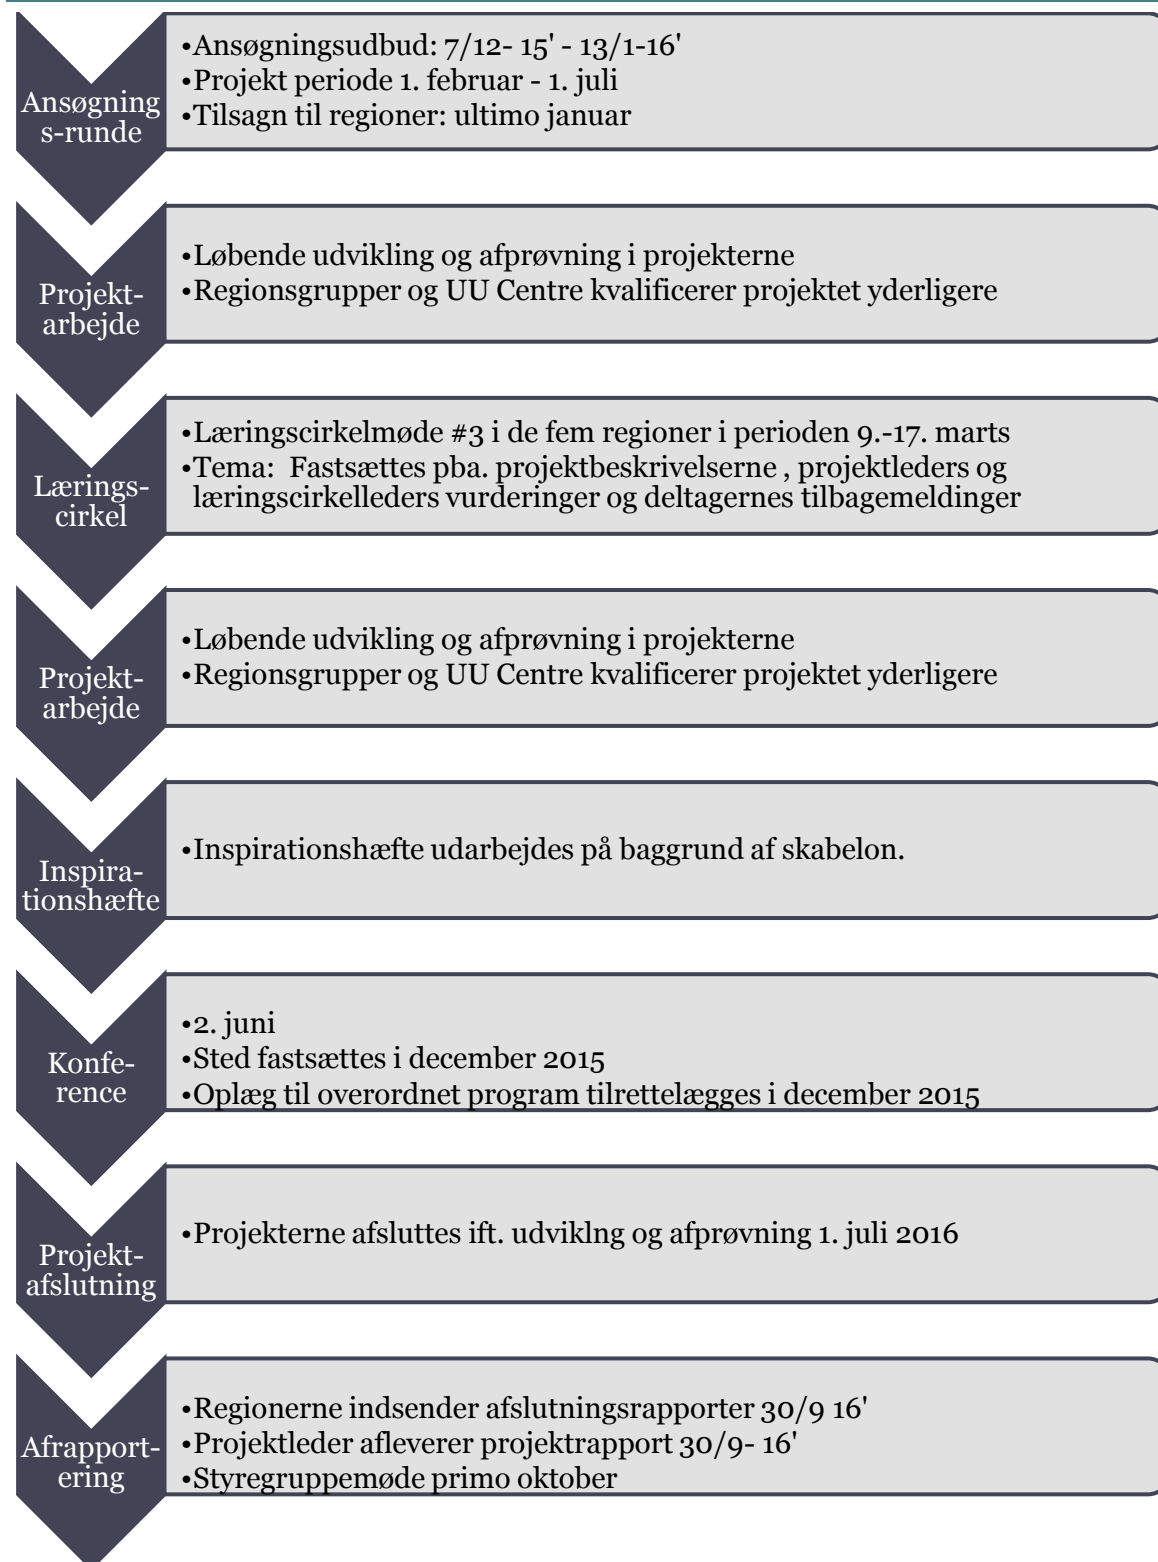 Ansøgning
s-runde
•Ansøgningsudbud: 7/12- 15' - 13/1-16'
•Projekt periode 1. februar - 1. juli
•Tilsagn til regioner: ultimo januar
Projekt-
arbejde
•Løbende udvikling og afprøvning i projekterne
•Regionsgrupper og UU Centre kvalificerer projektet yderligere
Lærings-
cirkel
•Læringscirkelmøde #3 i de fem regioner i perioden 9.-17. marts
•Tema:  Fastsættes pba. projektbeskrivelserne , projektleders og
læringscirkelleders vurderinger og deltagernes tilbagemeldinger
Projekt-
arbejde
•Løbende udvikling og afprøvning i projekterne
•Regionsgrupper og UU Centre kvalificerer projektet yderligere
Inspira-
tionshæfte
•Inspirationshæfte udarbejdes på baggrund af skabelon.
Konfe-
rence
•2. juni
•Sted fastsættes i december 2015
•Oplæg til overordnet program tilrettelægges i december 2015
Projekt-
afslutning
•Projekterne afsluttes ift. udviklng og afprøvning 1. juli 2016
Afrapport-
ering
•Regionerne indsender afslutningsrapporter 30/9 16'
•Projektleder afleverer projektrapport 30/9- 16'
•Styregruppemøde primo oktober